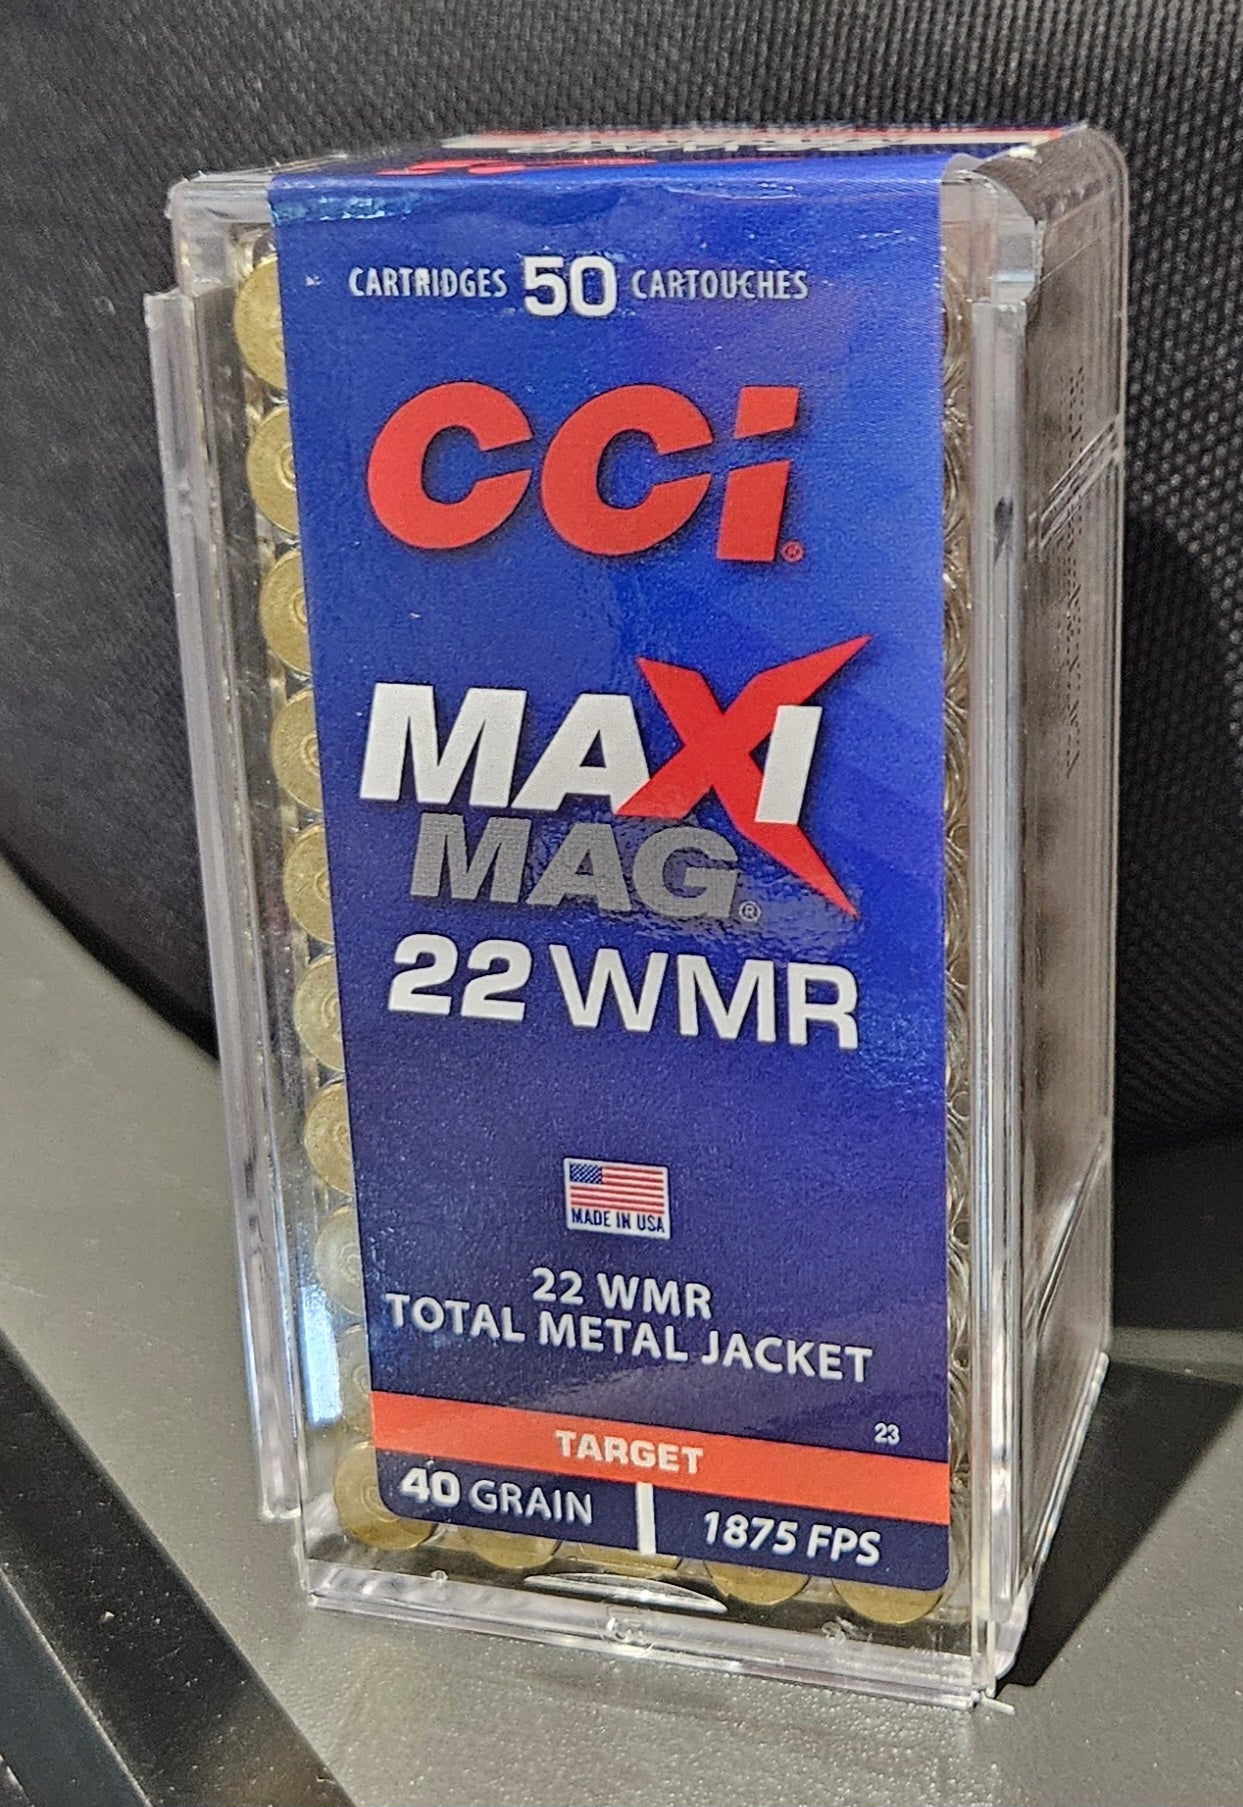 CARTRIDGES 50 CARTOUCHES
CCi®
MAXI
MAG®
22 WMR
MADE IN USA
22 WMR
TOTAL METAL JACKET
23
TARGET
40 GRAIN 1875 FPS